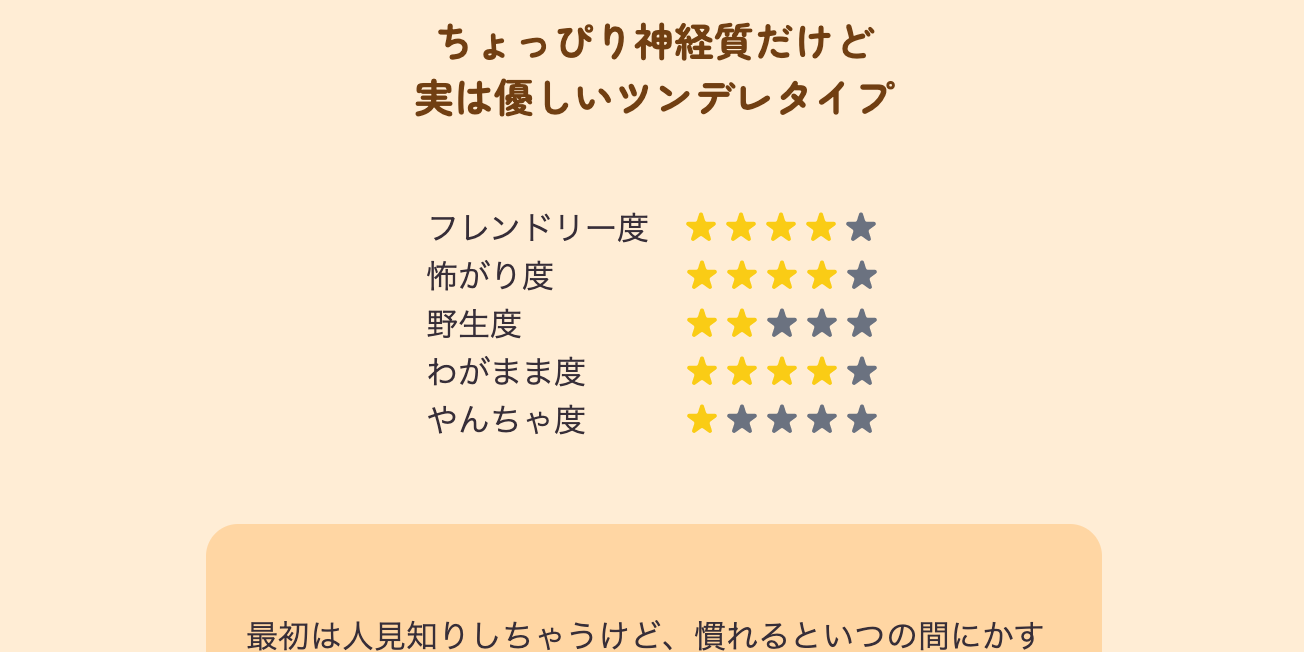 ちょっぴり神経質だけど
実は優しいツンデレタイプ
フレンドリー度 ★★★★★
怖がり度 ★★★★★
野生度 ★★★★★
わがまま度 ★★★★★
やんちゃ度 ★★★★★
最初は人見知りしちゃうけど、慣れるといつの間にかす